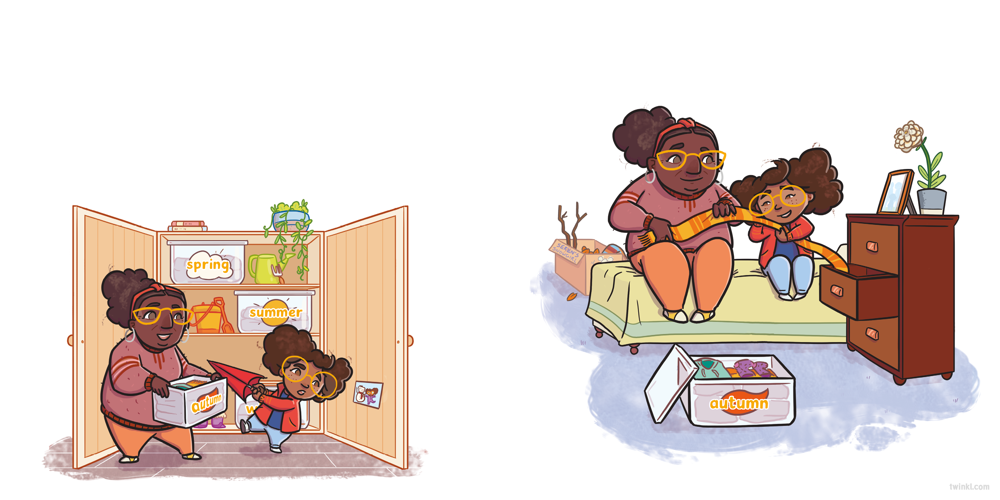 spring
summer
autumn
SEREN'S
SNOWGIRL
autumn
twinkl.com